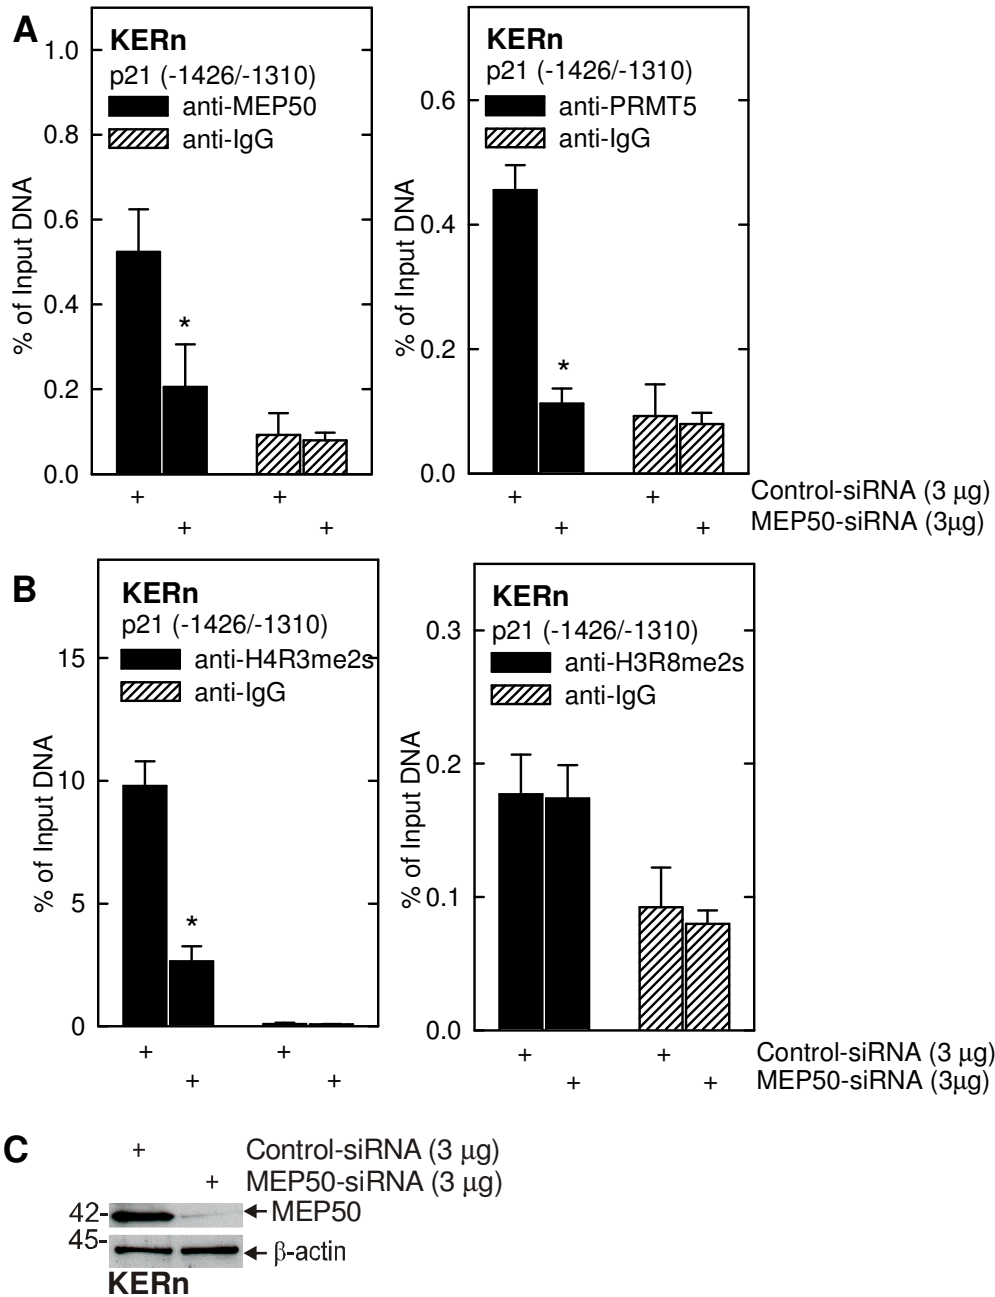 A
KERn
p21 (-1426/-1310)
anti-MEP50
anti-IgG
% of Input DNA
1.0
0.8
0.6
0.4
0.2
0.0
+ +
+ +
KERn
p21 (-1426/-1310)
anti-PRMT5
anti-IgG
% of Input DNA
0.6
0.4
0.2
0.0
*
*
+ + Control-siRNA (3 μg)
+ + MEP50-siRNA (3μg)
B
KERn
p21 (-1426/-1310)
anti-H4R3me2s
anti-IgG
% of Input DNA
15
10
5
0
*
+ +
+ +
KERn
p21 (-1426/-1310)
anti-H3R8me2s
anti-IgG
% of Input DNA
0.3
0.2
0.1
0.0
+ + Control-siRNA (3 μg)
+ + MEP50-siRNA (3μg)
C
+ Control-siRNA (3 μg)
+ MEP50-siRNA (3 μg)
42- MEP50
45- β-actin
KERn